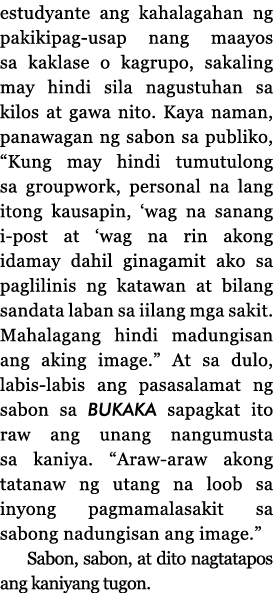 estudyante ang kahalagahan ng
pakikipag-usap nang maayos
sa kaklase o kagrupo, sakaling
may hindi sila nagustuhan sa
kilos at gawa nito. Kaya naman,
panawagan ng sabon sa publiko,
“Kung may hindi tumutulong
sa groupwork, personal na lang
itong kausapin, ‘wag na sanang
i-post at ‘wag na rin akong
idamay dahil ginagamit ako sa
paglilinis ng katawan at bilang
sandata laban sa iilang mga sakit.
Mahalagang hindi madungisan
ang aking image.” At sa dulo,
labis-labis ang pasasalamat ng
sabon sa BUKAKA sapagkat ito
raw ang unang nangumusta
sa kaniya. “Araw-araw akong
tatanaw ng utang na loob sa
inyong pagmamalasakit sa
sabong nadungisan ang image.”
Sabon, sabon, at dito nagtatapos
ang kaniyang tugon.